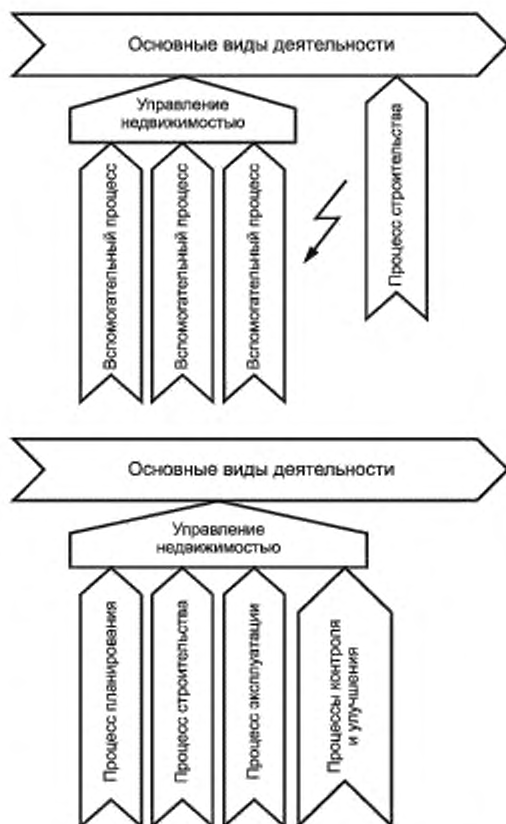 Основные виды деятельности
Управление
недвижимостью
Вспомогательный процесс
Вспомогательный процесс
Вспомогательный процесс
Процесс строительства
Основные виды деятельности
Управление
недвижимостью
Процесс планирования
Процесс строительства
Процесс эксплуатации
Процессы контроля
и улучшения